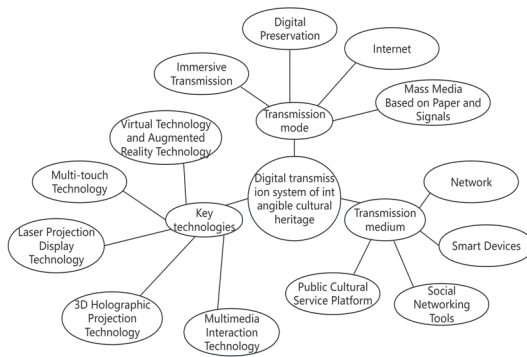 Digital
Preservation
Internet
Immersive
Transmission
Mass Media
Based on Paper and
Signals
Transmission
mode
Virtual Technology
and Augmented
Reality Technology
Multi-touch
Technology
Digital transmiss
ion system of int
angible cultural
heritage
Network
Key
technologies
Transmission
medium
Laser Projection
Display
Technology
Smart Devices
Public Cultural
Service Platform
Social
Networking
Tools
3D Holographic
Projection
Technology
Multimedia
Interaction
Technology